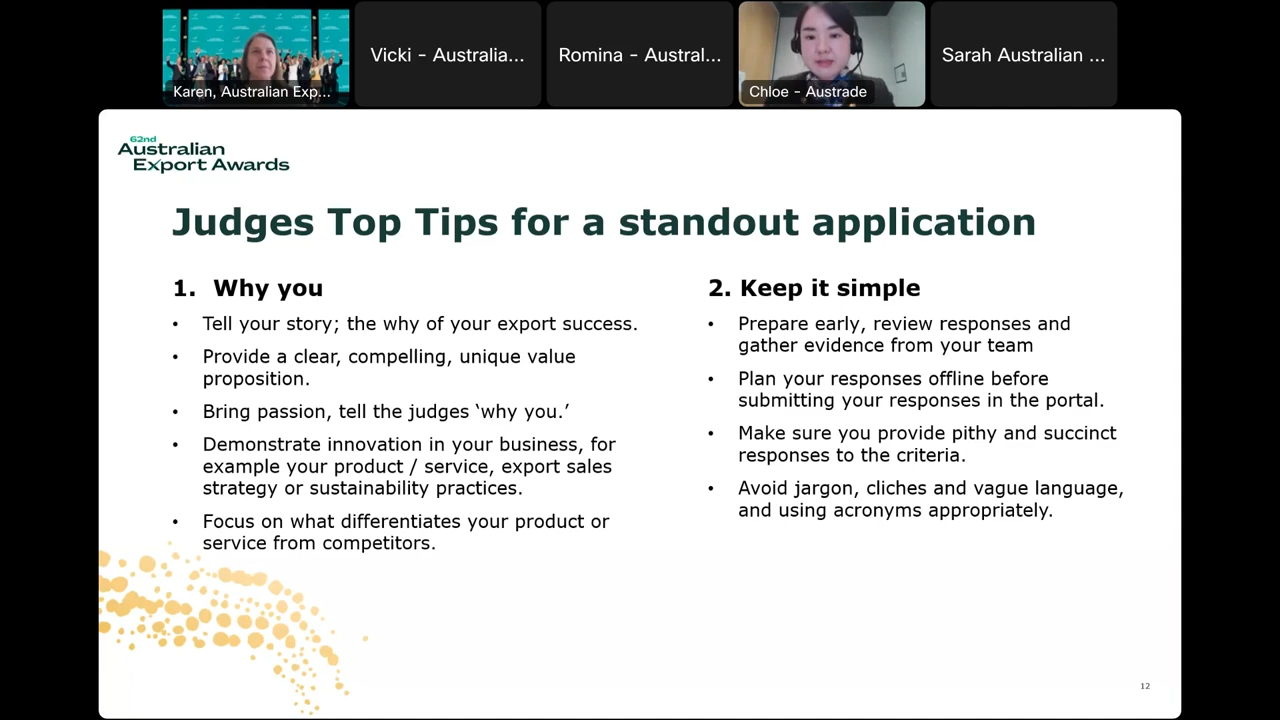 Karen, Australian Exp...
Vicki - Australia...
Romina - Austral...
Chloe - Austrade
Sarah Australian ...
62nd
Australian
Export Awards
Judges Top Tips for a standout application
1. Why you
• Tell your story; the why of your export success.
• Provide a clear, compelling, unique value
proposition.
• Bring passion, tell the judges ‘why you.’
• Demonstrate innovation in your business, for
example your product / service, export sales
strategy or sustainability practices.
• Focus on what differentiates your product or
service from competitors.
2. Keep it simple
• Prepare early, review responses and
gather evidence from your team
• Plan your responses offline before
submitting your responses in the portal.
• Make sure you provide pithy and succinct
responses to the criteria.
• Avoid jargon, cliches and vague language,
and using acronyms appropriately.
12